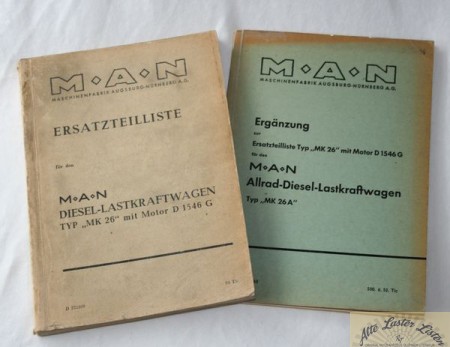 M·A·N
MASCHINENFABRIK AUGSBURG-NÜRNBERG A.G.
ERSATZTEILLISTE
für den
M·A·N
DIESEL-LASTKRAFTWAGEN
TYP „MK 26" mit Motor D 1546 G
M·A·N
MASCHINENFABRIK AUGSBURG-NÜRNBERG A.G.
Ergänzung
zur
Ersatzteilliste Typ „MK 26" mit Motor D 1546 G
für den
M·A·N
Allrad-Diesel-Lastkraftwagen
Typ „MK 26A"
Alte Laster Listen